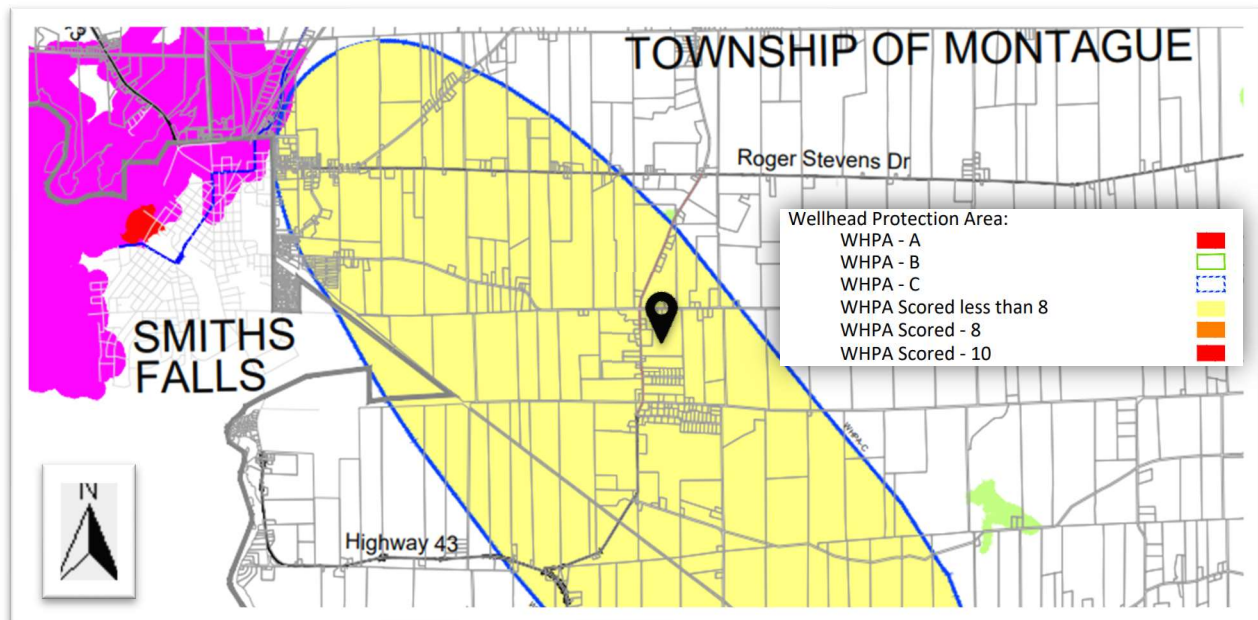 TOWNSHIP OF MONTAGUE
Roger Stevens Dr
Wellhead Protection Area:
WHPA - A
WHPA - B
WHPA - C
WHPA Scored less than 8
WHPA Scored - 8
WHPA Scored - 10
SMITHS
FALLS
WHPA-C
N
Highway 43